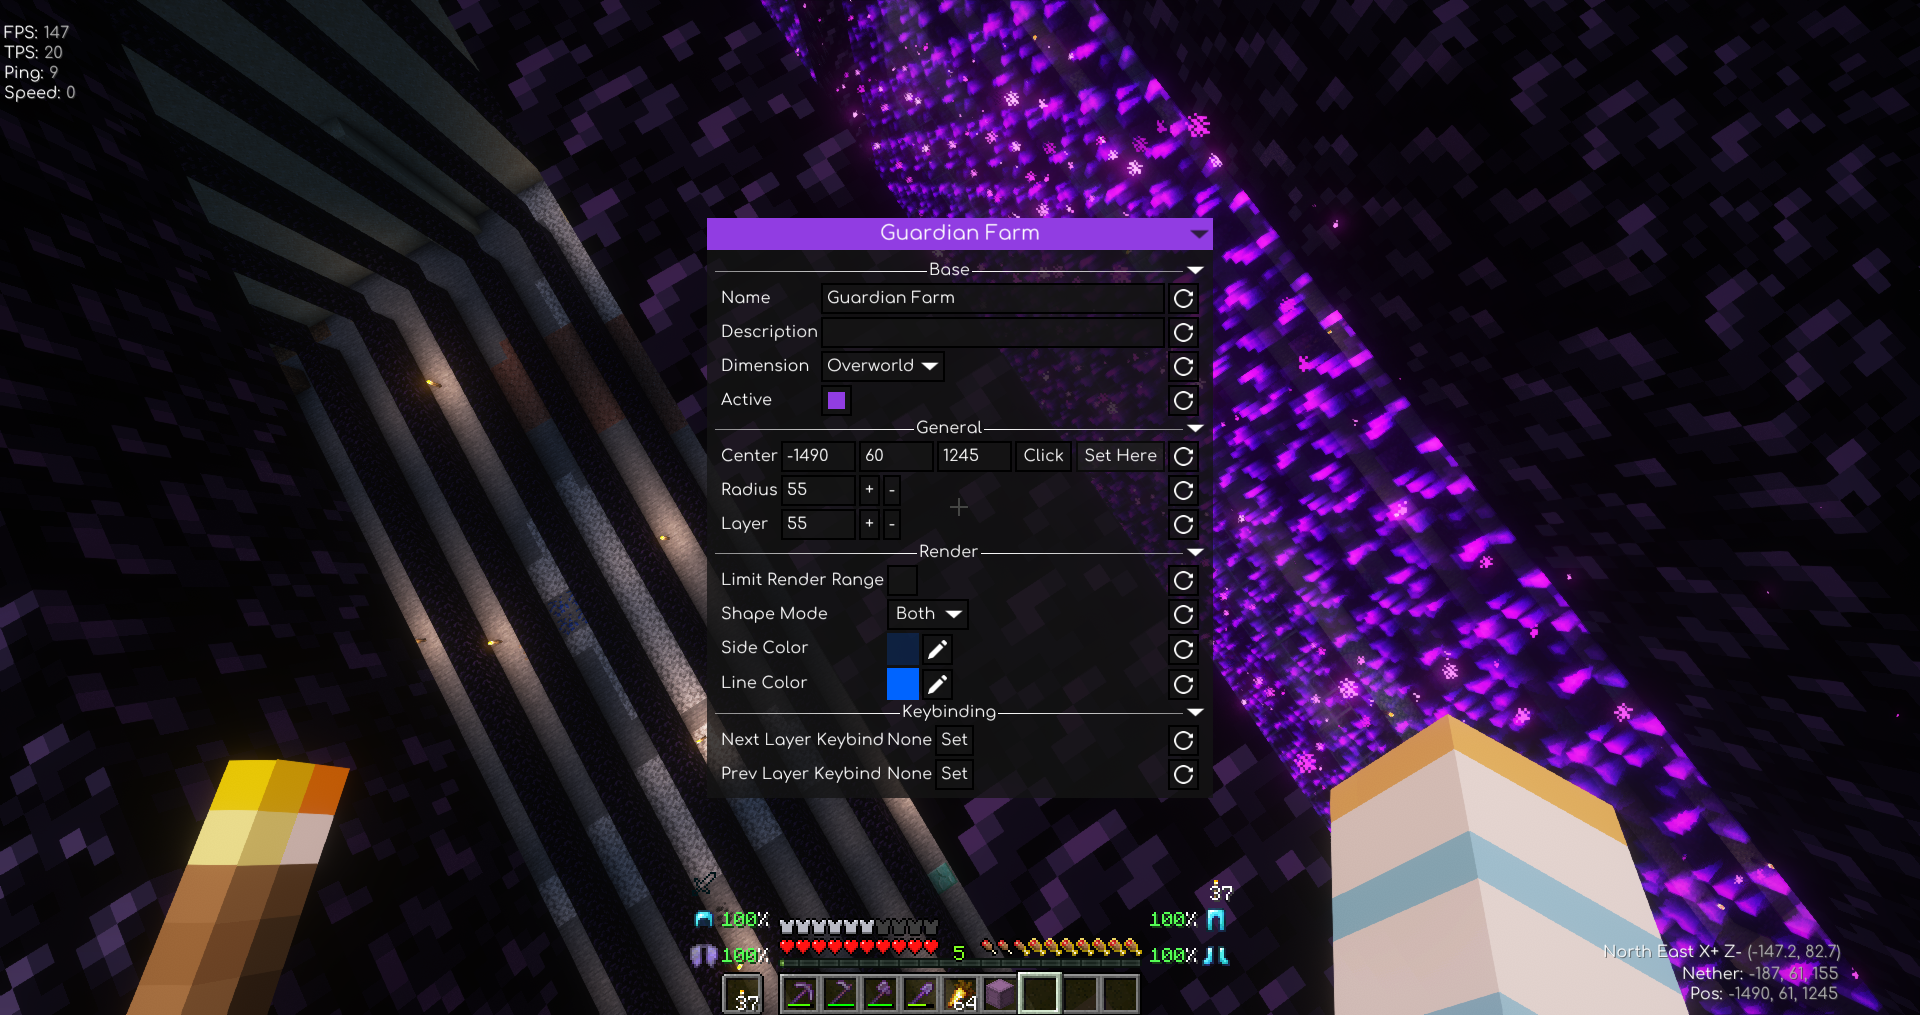 FPS: 147
TPS: 20
Ping: 9
Speed: 0
Guardian Farm
Base
Name Guardian Farm
Description
Dimension Overworld
Active
General
Center -1490 60 1245 Click Set Here
Radius 55 + -
Layer 55 + -
Render
Limit Render Range
Shape Mode Both
Side Color
Line Color
Keybinding
Next Layer Keybind None Set
Prev Layer Keybind None Set
37
100% 100%
100% 5 100%
37 64
North East X+ Z- (-147.2, 82.7)
Nether: -187, 61, 155
Pos: -1490, 61, 1245